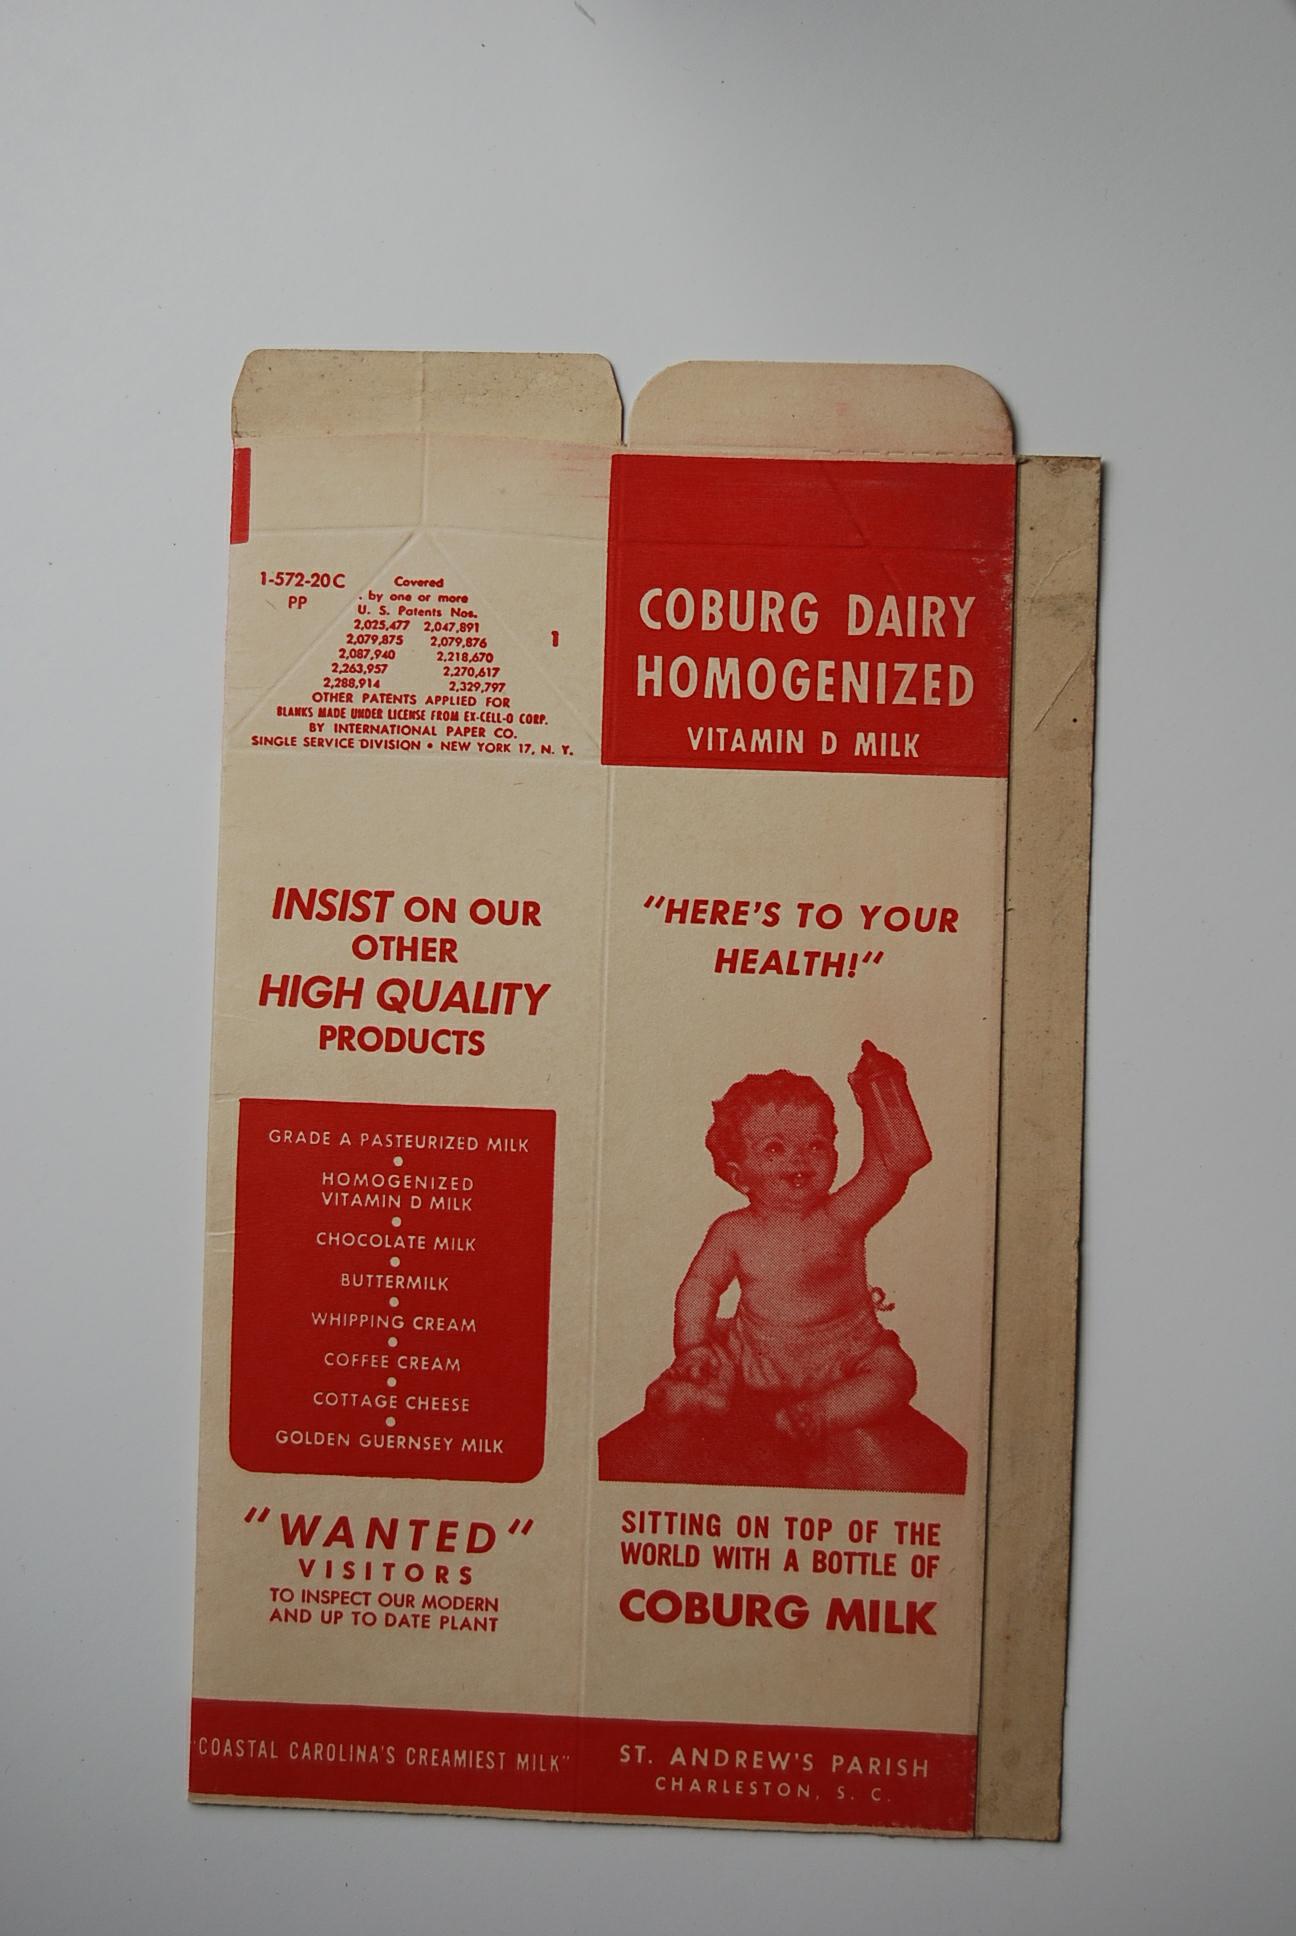 1-572-20C
PP
Covered
by one or more
U. S. Patents Nos.
2,025,477 2,047,891
2,079,875 2,079,876
2,087,940 2,218,670
2,263,957 2,270,617
2,288,914 2,329,797
OTHER PATENTS APPLIED FOR
BLANKS MADE UNDER LICENSE FROM EX-CELL-O CORP.
BY INTERNATIONAL PAPER CO.
SINGLE SERVICE DIVISION • NEW YORK 17, N. Y.
1
INSIST ON OUR
OTHER
HIGH QUALITY
PRODUCTS
GRADE A PASTEURIZED MILK
•
HOMOGENIZED
VITAMIN D MILK
•
CHOCOLATE MILK
•
BUTTERMILK
•
WHIPPING CREAM
•
COFFEE CREAM
•
COTTAGE CHEESE
•
GOLDEN GUERNSEY MILK
"WANTED"
VISITORS
TO INSPECT OUR MODERN
AND UP TO DATE PLANT
"COASTAL CAROLINA'S CREAMIEST MILK"
COBURG DAIRY
HOMOGENIZED
VITAMIN D MILK
"HERE'S TO YOUR
HEALTH!"
SITTING ON TOP OF THE
WORLD WITH A BOTTLE OF
COBURG MILK
ST. ANDREW'S PARISH
CHARLESTON, S. C.